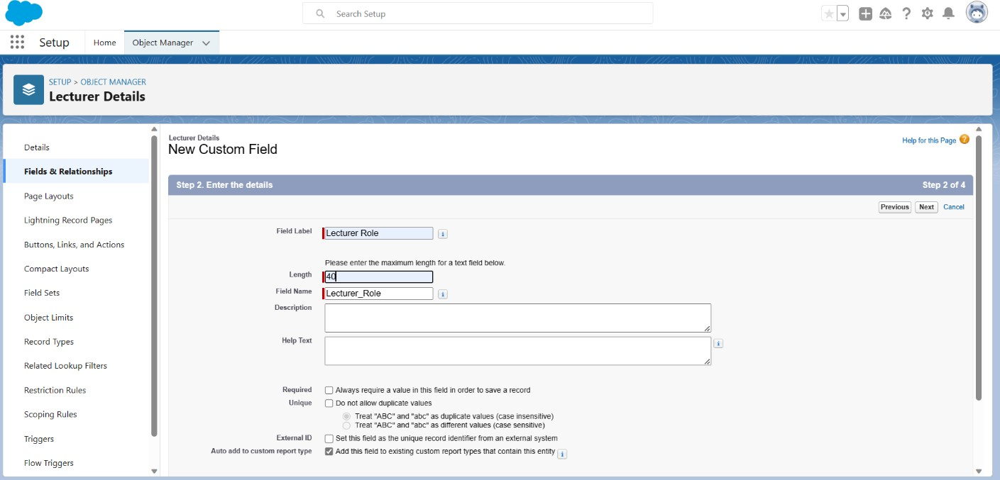 Search Setup
Setup
Home
Object Manager
SETUP > OBJECT MANAGER
Lecturer Details
Details
Fields & Relationships
Page Layouts
Lightning Record Pages
Buttons, Links, and Actions
Compact Layouts
Field Sets
Object Limits
Record Types
Related Lookup Filters
Restriction Rules
Scoping Rules
Triggers
Flow Triggers
Lecturer Details
New Custom Field
Help for this Page ?
Step 2. Enter the details
Step 2 of 4
Previous Next Cancel
Field Label Lecturer Role i
Please enter the maximum length for a text field below.
Length 40
Field Name Lecturer_Role i
Description
Help Text i
Required Always require a value in this field in order to save a record
Unique Do not allow duplicate values
Treat "ABC" and "abc" as duplicate values (case insensitive)
Treat "ABC" and "abc" as different values (case sensitive)
External ID Set this field as the unique record identifier from an external system
Auto add to custom report type Add this field to existing custom report types that contain this entity i